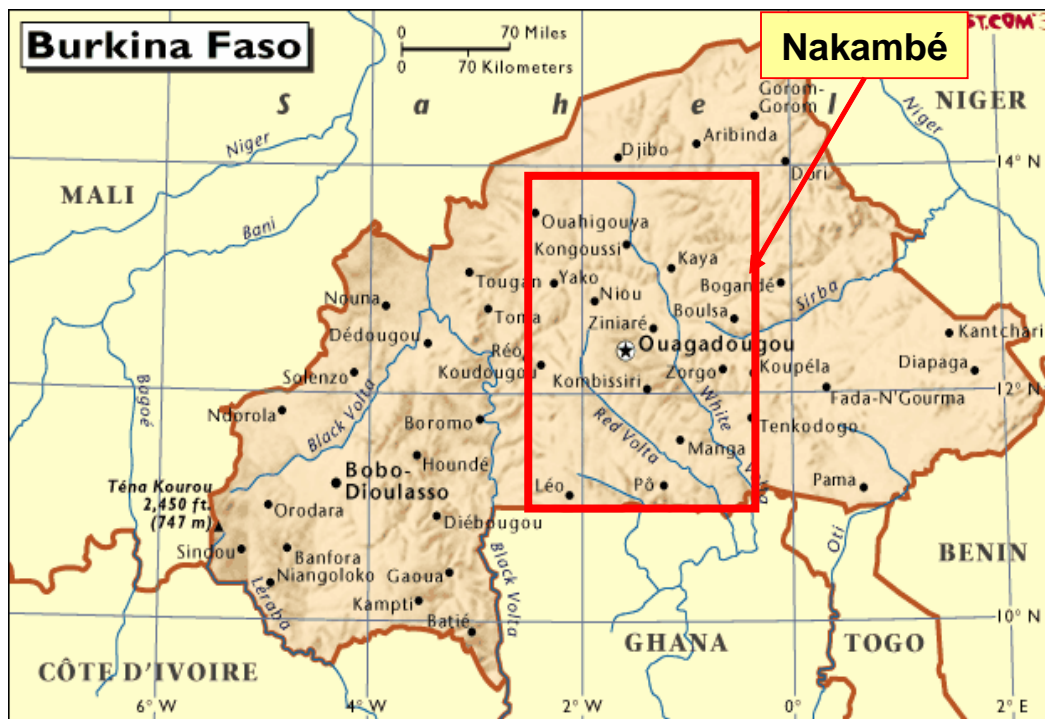 ST.COM
Burkina Faso
0 70 Miles
0 70 Kilometers
Nakambé
S a h e l
Gorom-
Gorom
NIGER
Niger
Niger
Aribinda
Djibo
Dori
14° N
MALI
Bani
Ouahigouya
Kongoussi
Kaya
Tougan
Yako
Bogandé
Sirba
Nouna
Niou
Boulsa
Toma
Ziniaré
Kantchari
Dédougou
Ouagadougou
Réo
Zorgo
Koupéla
Diapaga
Solenzo
Koudougou
Kombissiri
12° N
Fada-N'Gourma
Bagoé
Ndorola
Black Volta
Boromo
Red Volta
White
Volta
Tenkodogo
Manga
Houndé
Bobo-
Dioulasso
Téna Kourou
2,450 ft.
(747 m)
Léo
Pô
Pama
Orodara
Diébougou
Oti
Sindou
Banfora
BENIN
Niangoloko
Gaoua
Black Volta
Léraba
Kampti
Batié
10° N
GHANA
TOGO
CÔTE D'IVOIRE
6° W
4° W
2° W
0°
2° E